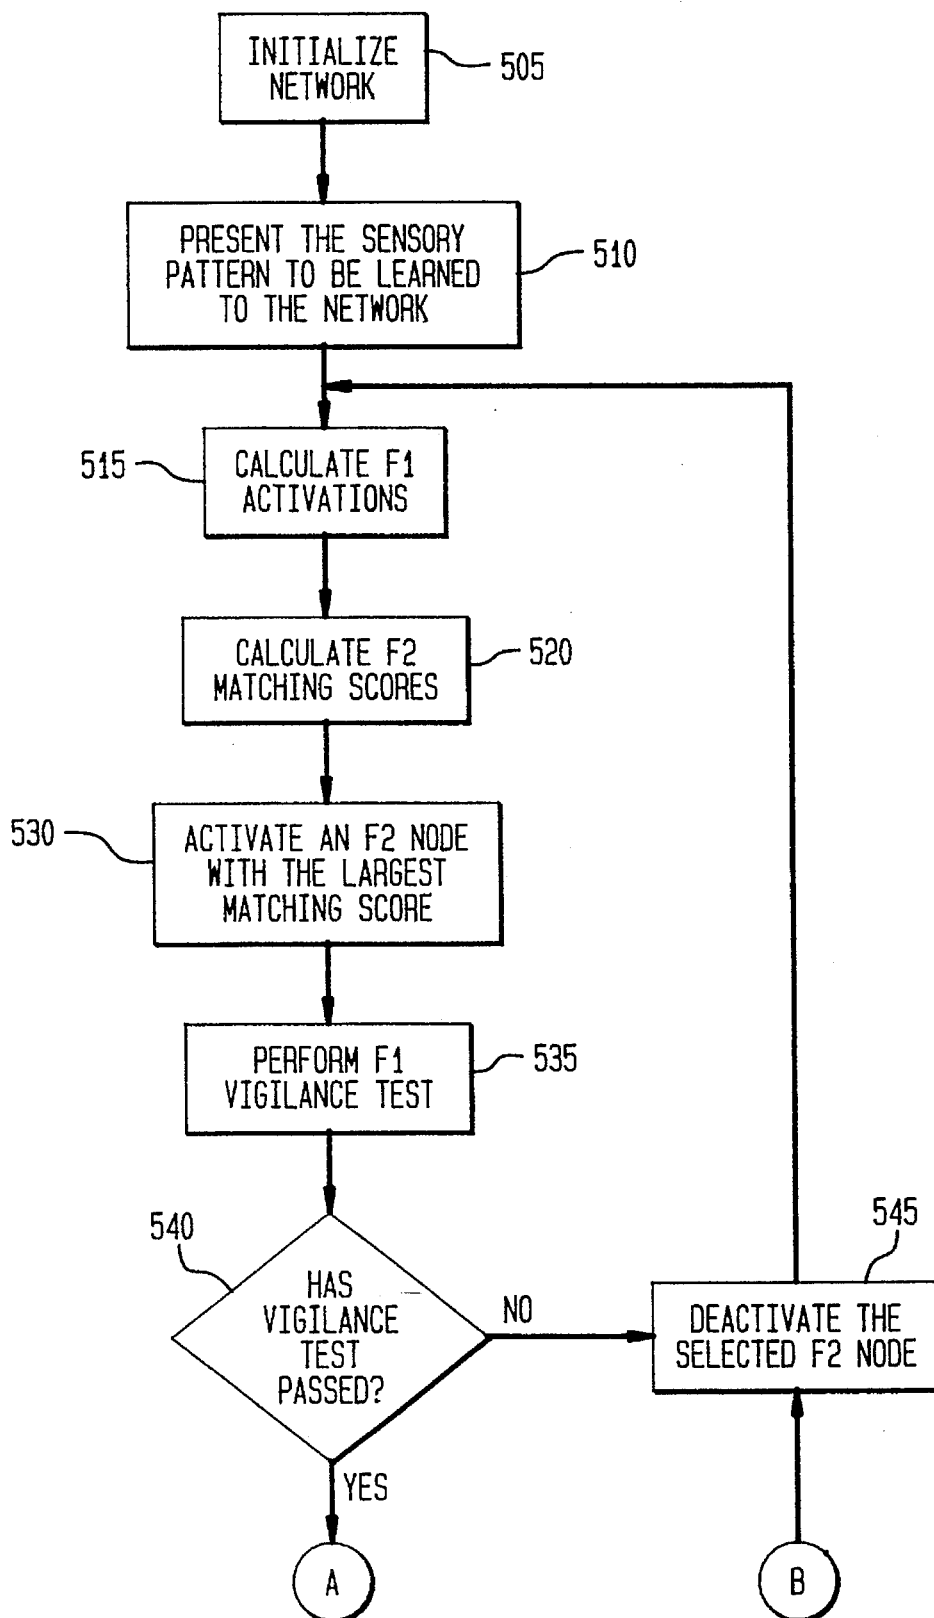 INITIALIZE
NETWORK
505
PRESENT THE SENSORY
PATTERN TO BE LEARNED
TO THE NETWORK
510
515
CALCULATE F1
ACTIVATIONS
CALCULATE F2
MATCHING SCORES
520
530
ACTIVATE AN F2 NODE
WITH THE LARGEST
MATCHING SCORE
PERFORM F1
VIGILANCE TEST
535
540
HAS
VIGILANCE
TEST
PASSED?
NO
545
DEACTIVATE THE
SELECTED F2 NODE
YES
A
B